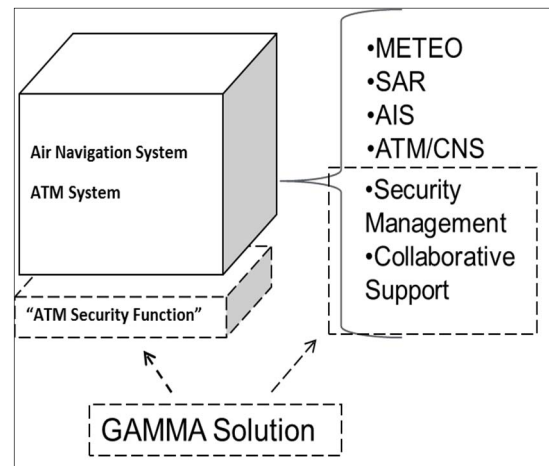 Air Navigation System
ATM System
“ATM Security Function”
•METEO
•SAR
•AIS
•ATM/CNS
•Security
Management
•Collaborative
Support
GAMMA Solution